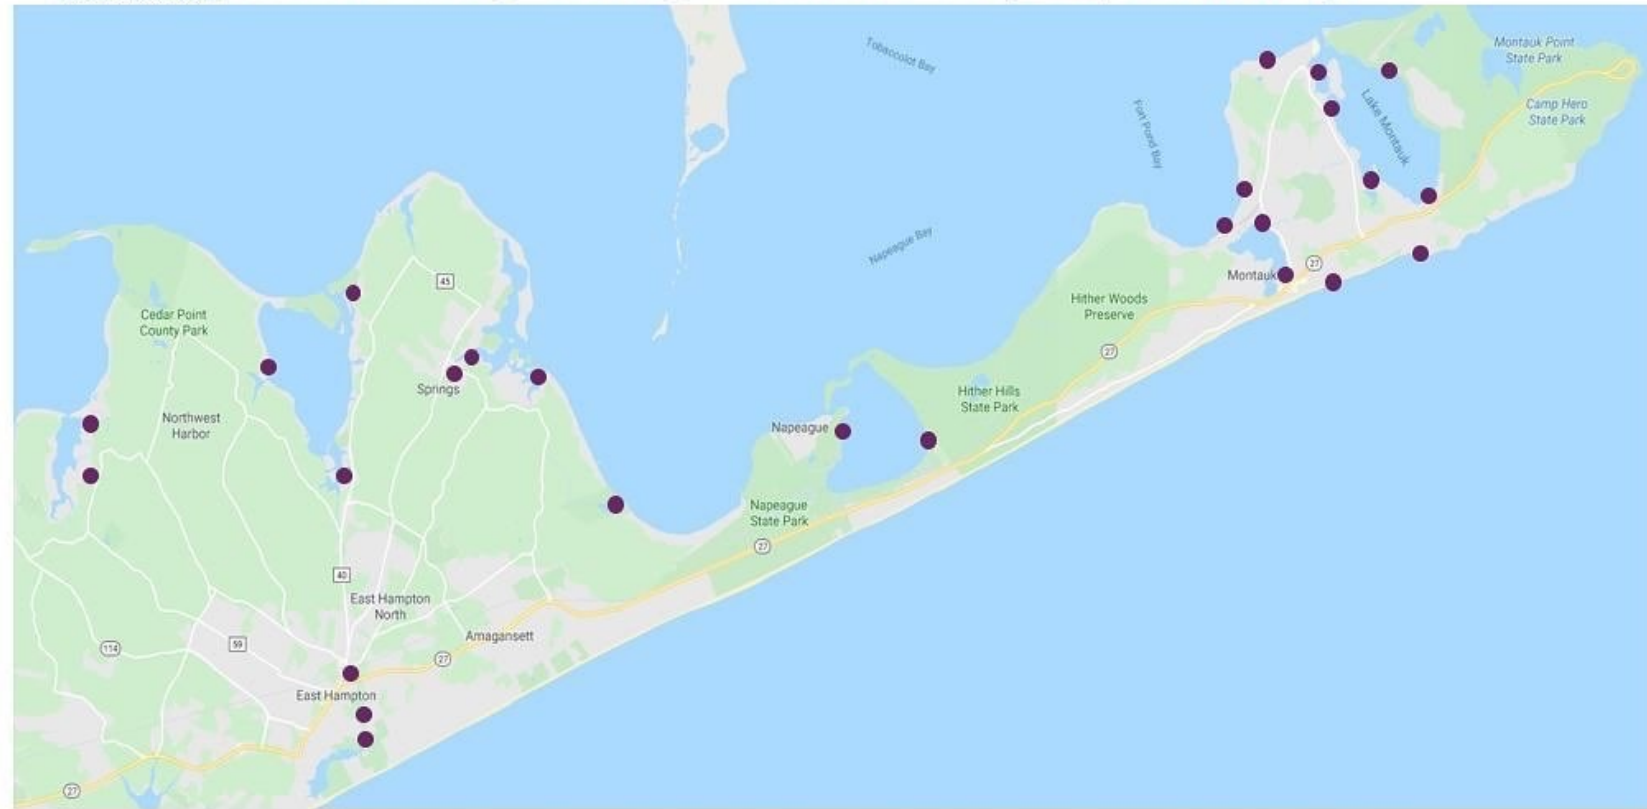 Tobaccolot Bay
Montauk Point
State Park
Camp Hero
State Park
Lake Montauk
Fort Pond Bay
Napeague Bay
45
27
Montauk
Cedar Point
County Park
Hither Woods
Preserve
27
Springs
Hither Hills
State Park
Northwest
Harbor
Napeague
Napeague
State Park
27
40
East Hampton
North
Amagansett
59
114
27
East Hampton
27